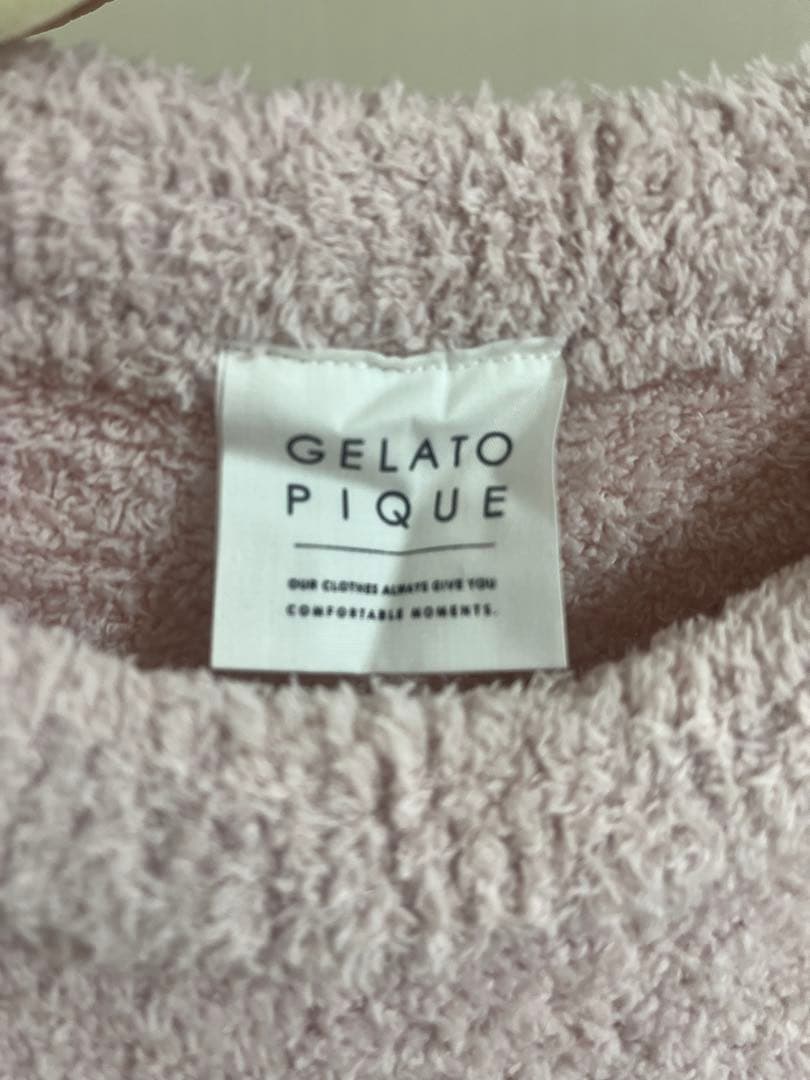 GELATO
PIQUE
OUR CLOTHES ALWAYS GIVE YOU
COMFORTABLE MOMENTS.